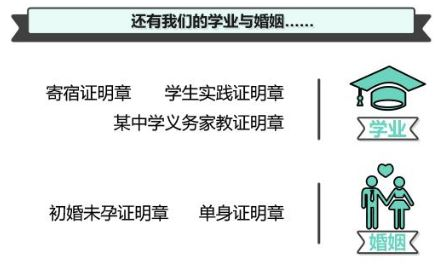 还有我们的学业与婚姻......
寄宿证明章 学生实践证明章
某中学义务家教证明章
学业
初婚未孕证明章 单身证明章
婚姻